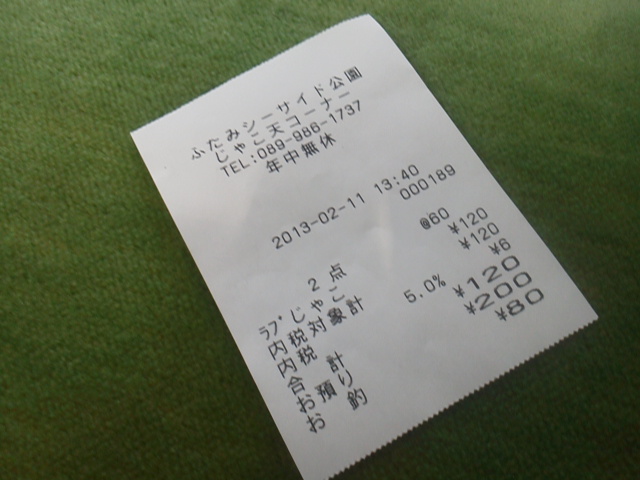 ふたみシーサイド公園
じゃこ天コーナー
TEL:089-986-1737
年中無休
2013-02-11 13:40
000189
2点 @60
ラブじゃこ ¥120
内税対象計 ¥120
内税 5.0% ¥6
合 計 ¥120
お預り ¥200
お 釣 ¥80